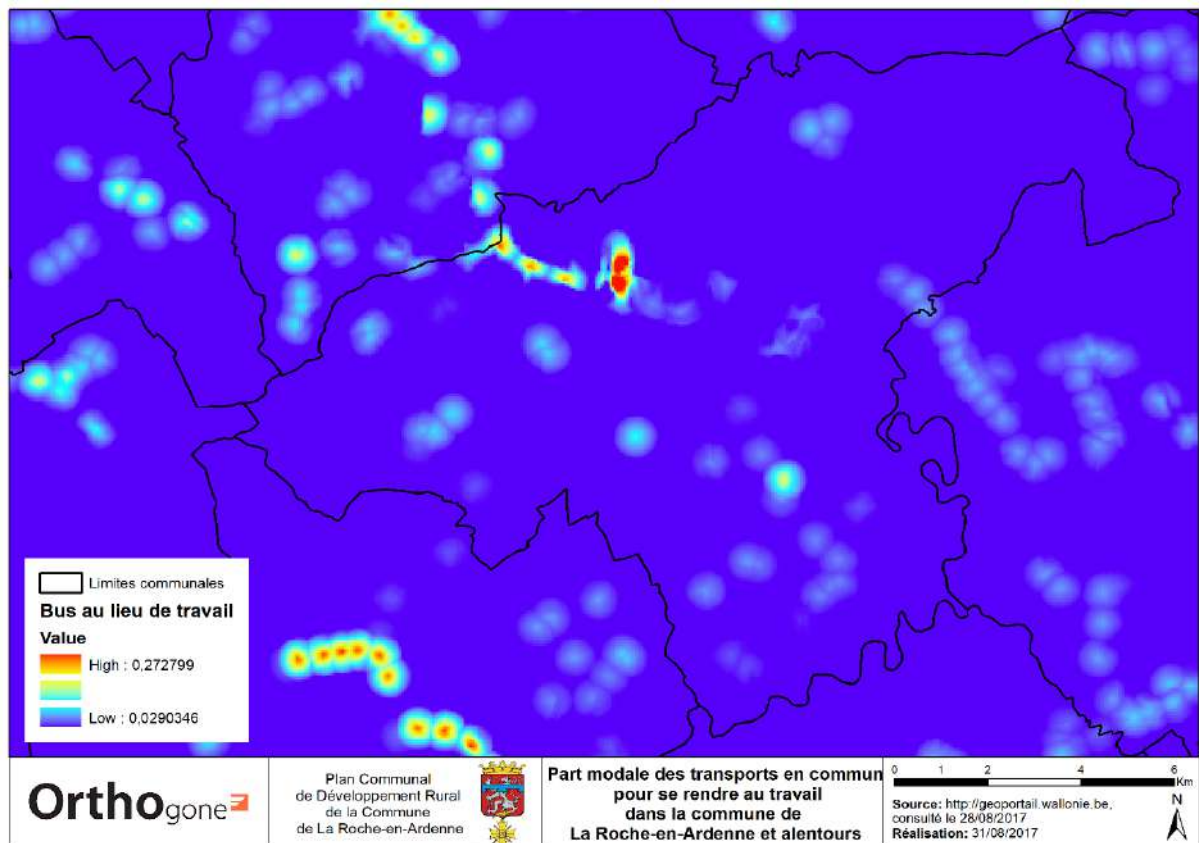 Limites communales
Bus au lieu de travail
Value
High : 0,272799
Low : 0,0290346
Orthogone
Plan Communal
de Développement Rural
de la Commune
de La Roche-en-Ardenne
Part modale des transports en commun
pour se rendre au travail
dans la commune de
La Roche-en-Ardenne et alentours
0 1 2 4 6
Km
Source: http://geoportail.wallonie.be,
consulté le 28/08/2017
Réalisation: 31/08/2017
N